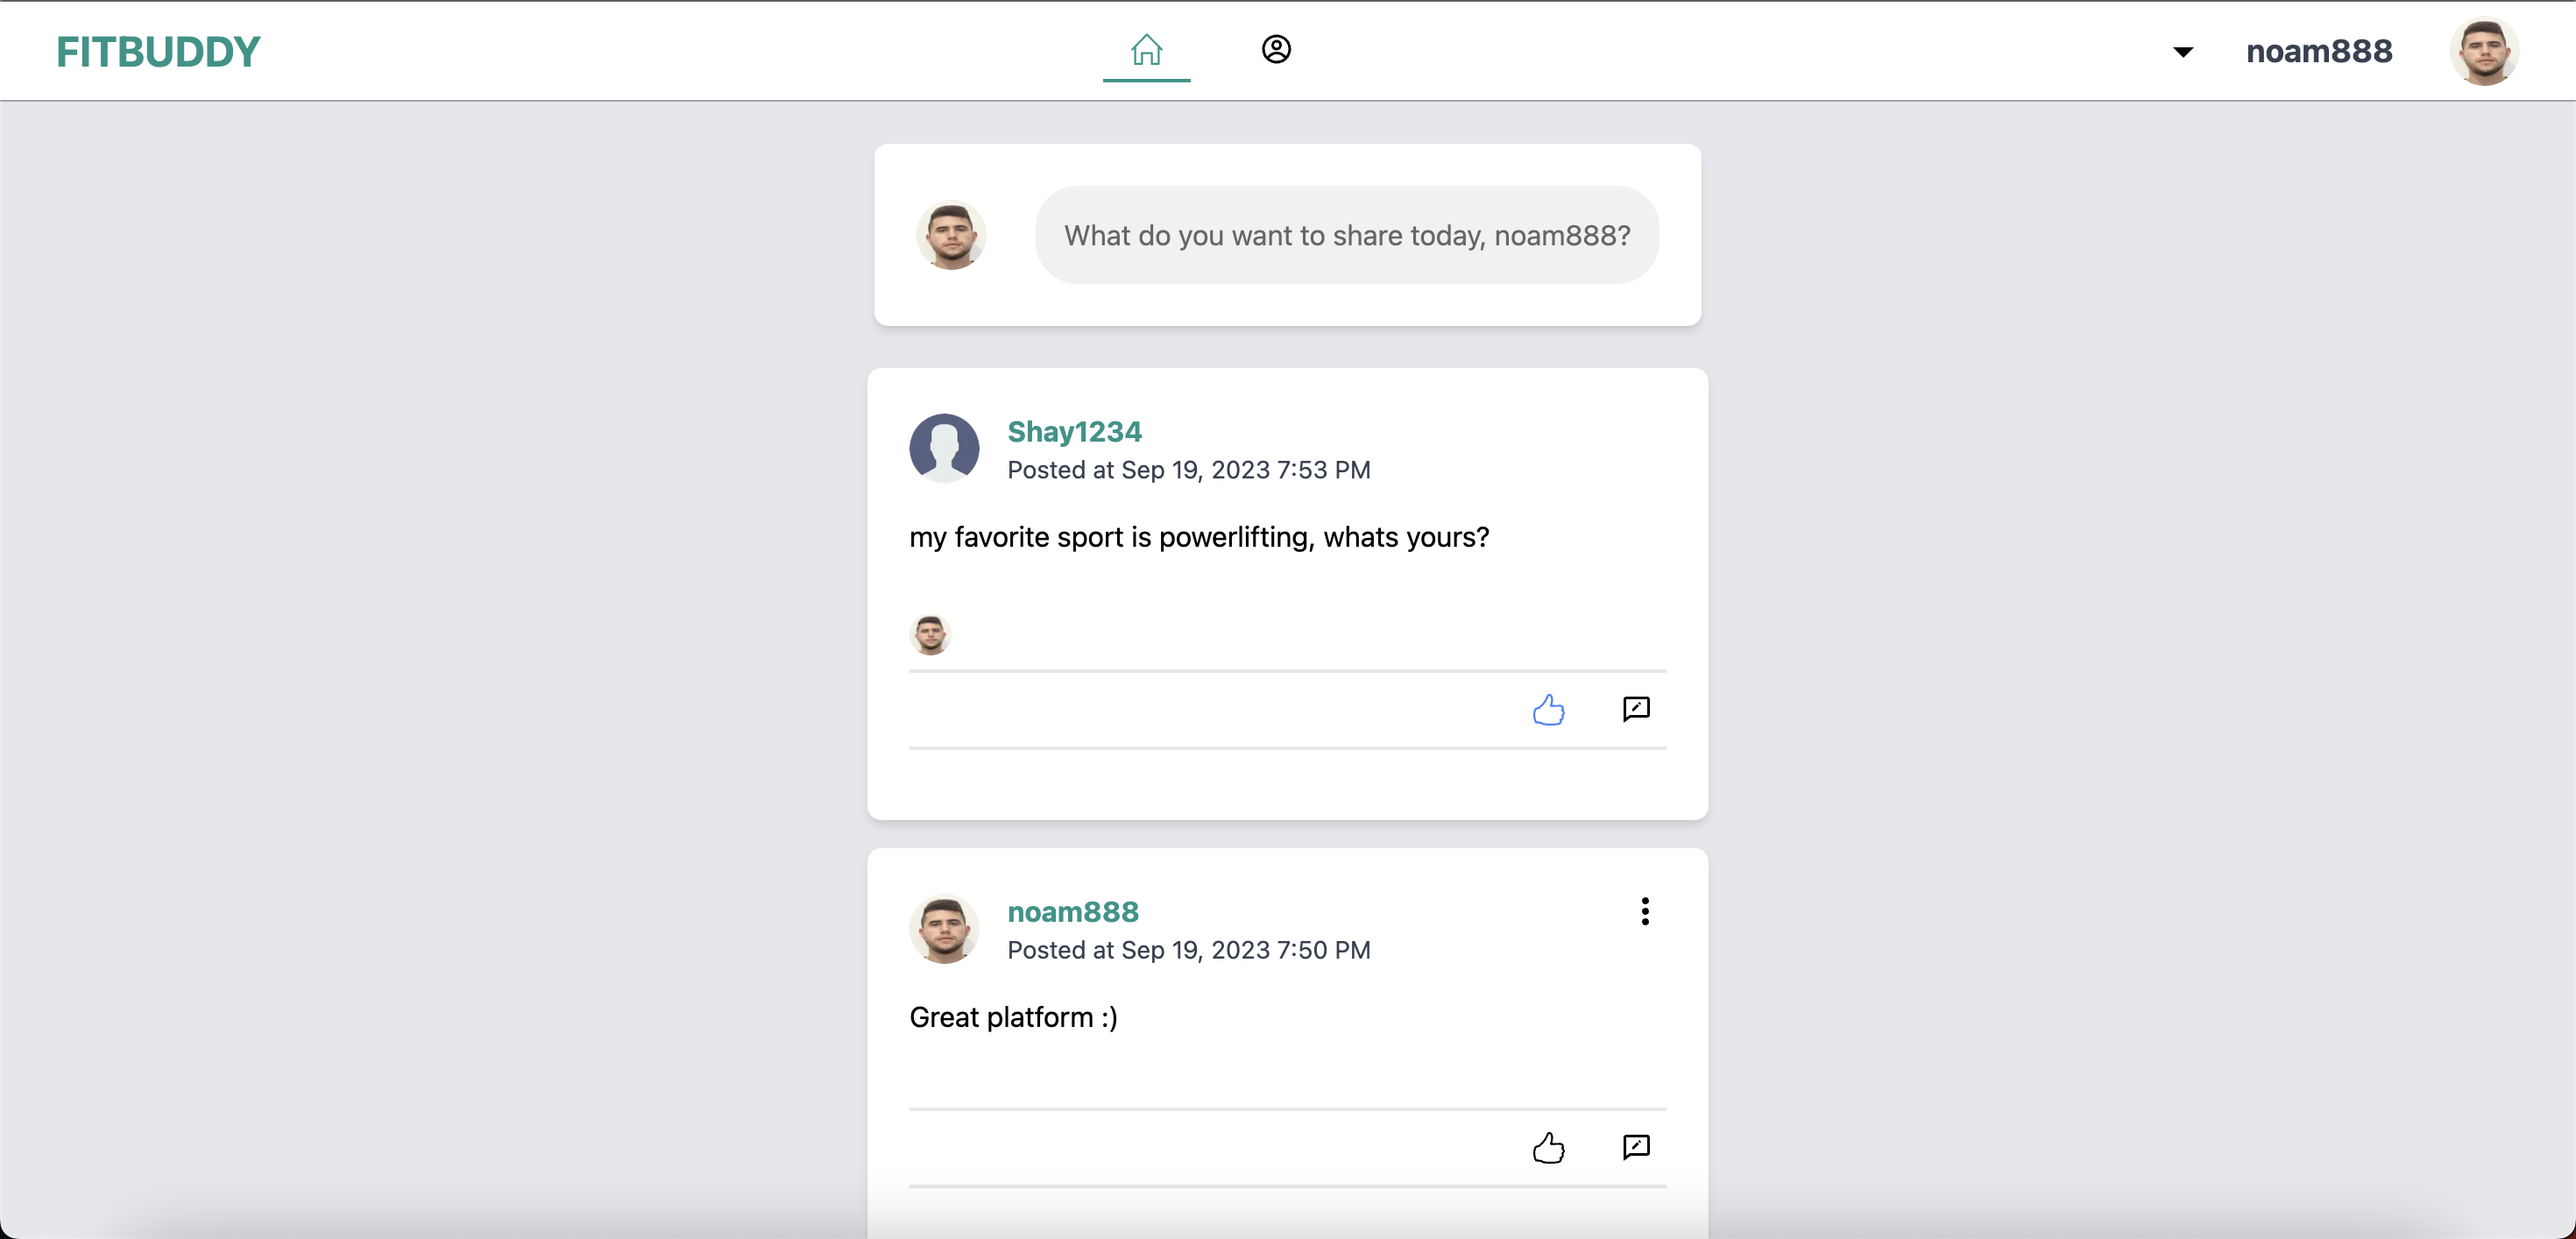 FITBUDDY
noam888
What do you want to share today, noam888?
Shay1234
Posted at Sep 19, 2023 7:53 PM
my favorite sport is powerlifting, whats yours?
noam888
Posted at Sep 19, 2023 7:50 PM
Great platform :)